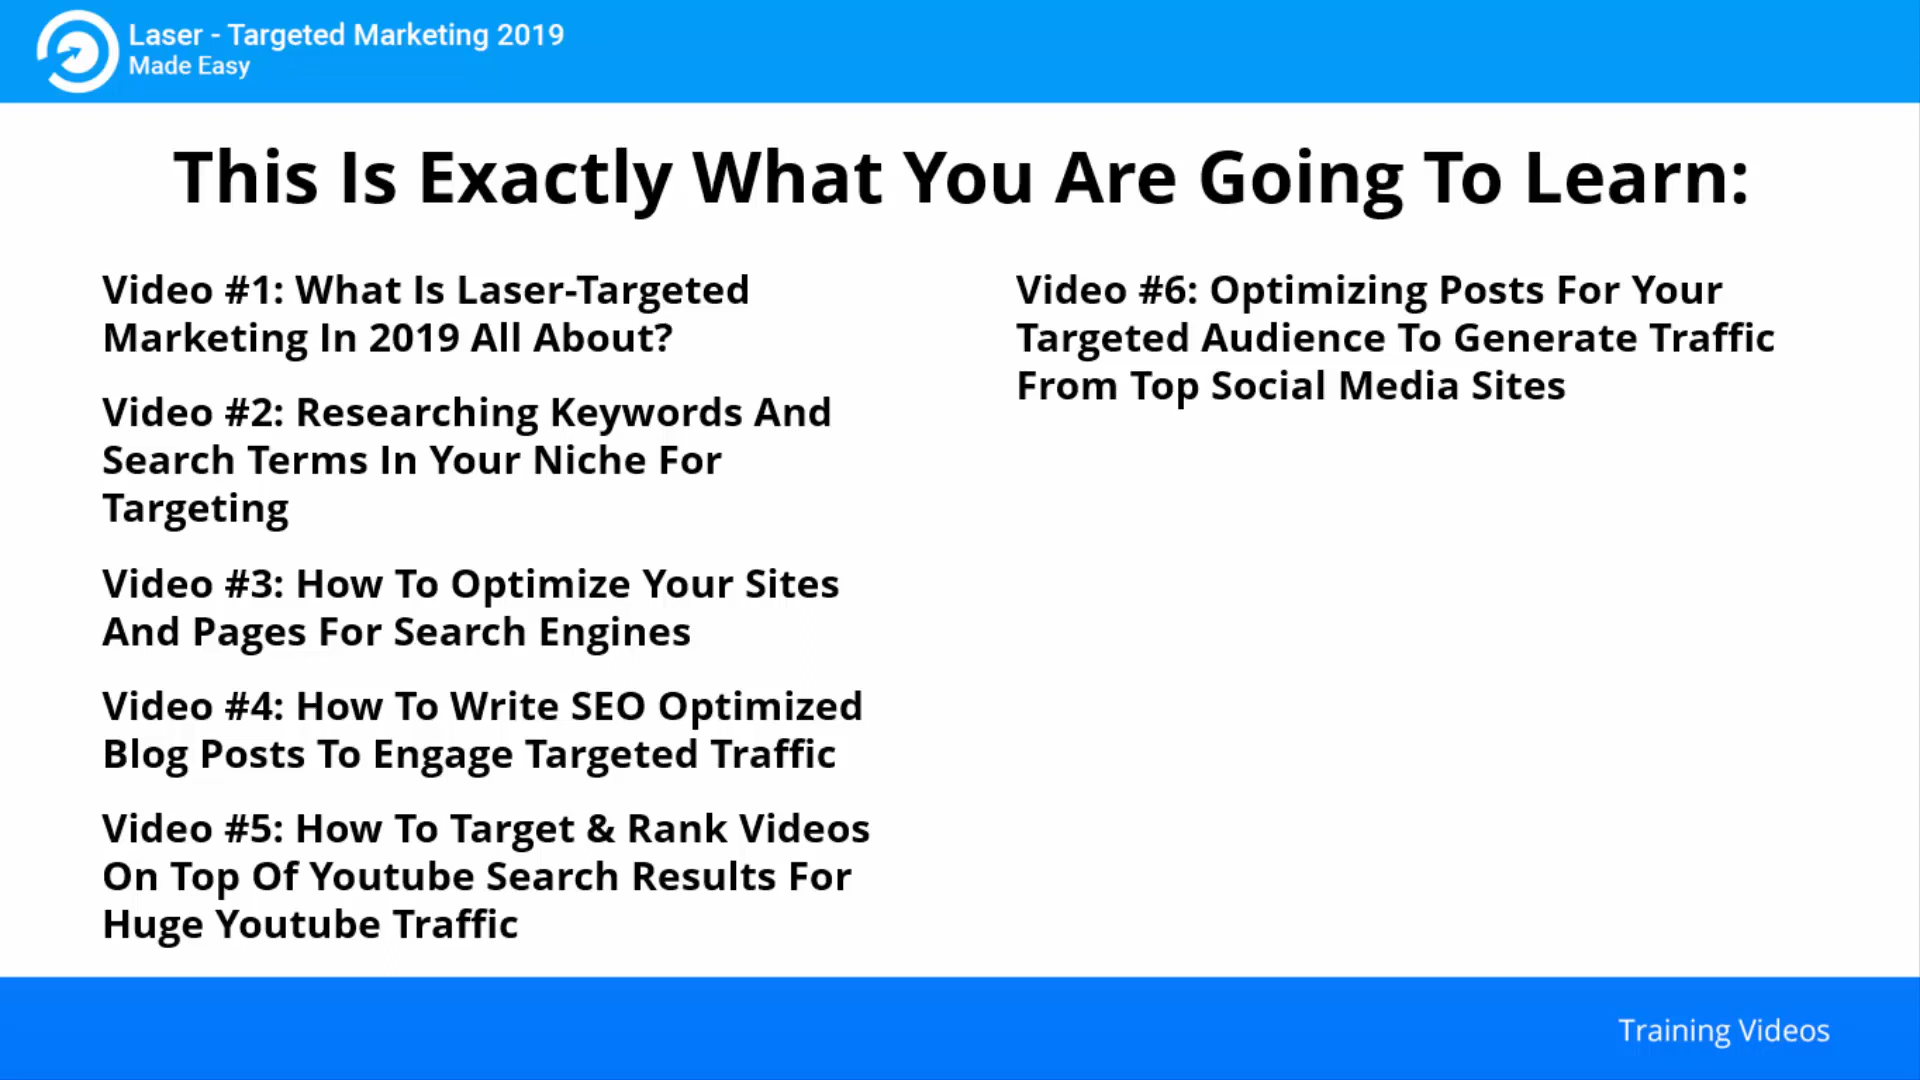 Laser - Targeted Marketing 2019
Made Easy
This Is Exactly What You Are Going To Learn:
Video #1: What Is Laser-Targeted
Marketing In 2019 All About?
Video #2: Researching Keywords And
Search Terms In Your Niche For
Targeting
Video #3: How To Optimize Your Sites
And Pages For Search Engines
Video #4: How To Write SEO Optimized
Blog Posts To Engage Targeted Traffic
Video #5: How To Target & Rank Videos
On Top Of Youtube Search Results For
Huge Youtube Traffic
Video #6: Optimizing Posts For Your
Targeted Audience To Generate Traffic
From Top Social Media Sites
Training Videos